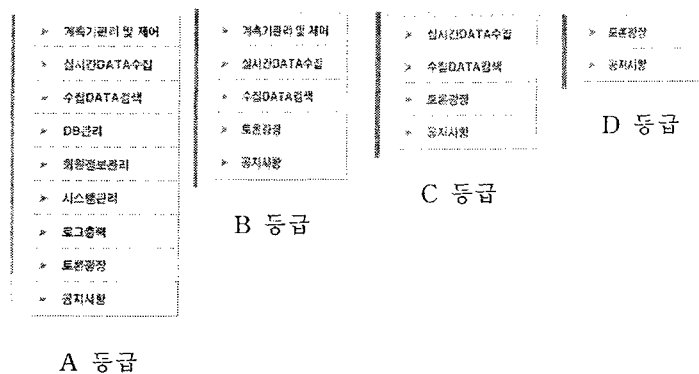 계측기관리 및 제어
실시간DATA수집
수집DATA검색
DB관리
회원정보관리
시스템관리
로그출력
토론광장
공지사항
A 등급
계측기관리 및 제어
실시간DATA수집
수집DATA검색
토론광장
공지사항
B 등급
실시간DATA수집
수집DATA검색
토론광장
공지사항
C 등급
토론광장
공지사항
D 등급